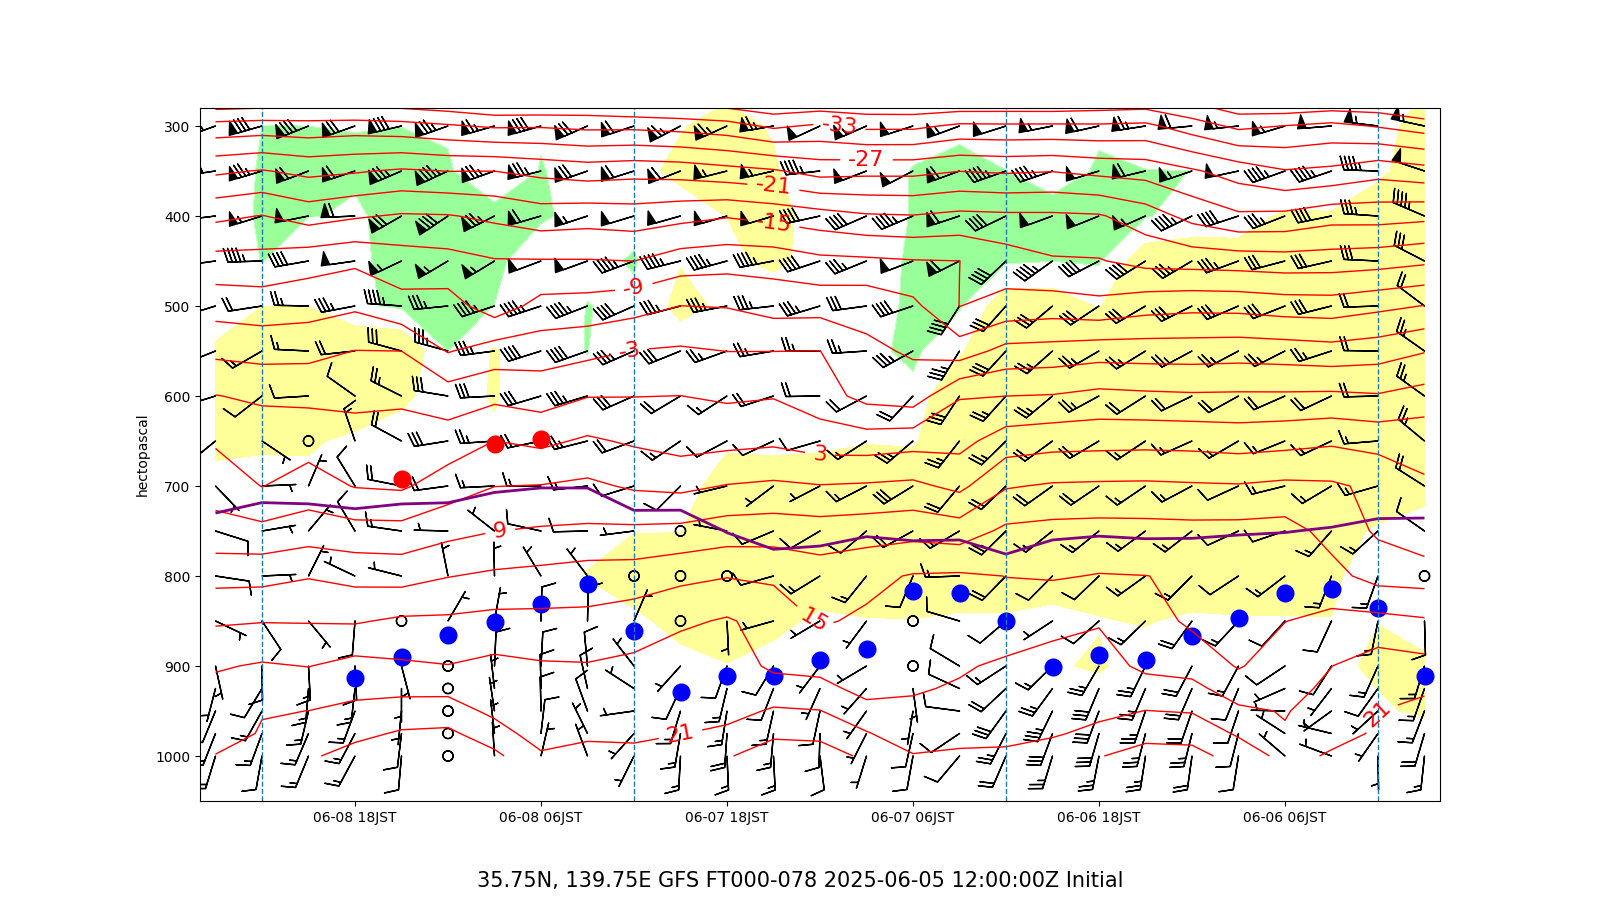 300
400
500
600
700
800
900
1000
hectopascal
-33
-27
-21
-15
-9
-3
3
9
15
21
21
06-08 18JST
06-08 06JST
06-07 18JST
06-07 06JST
06-06 18JST
06-06 06JST
35.75N, 139.75E GFS FT000-078 2025-06-05 12:00:00Z Initial